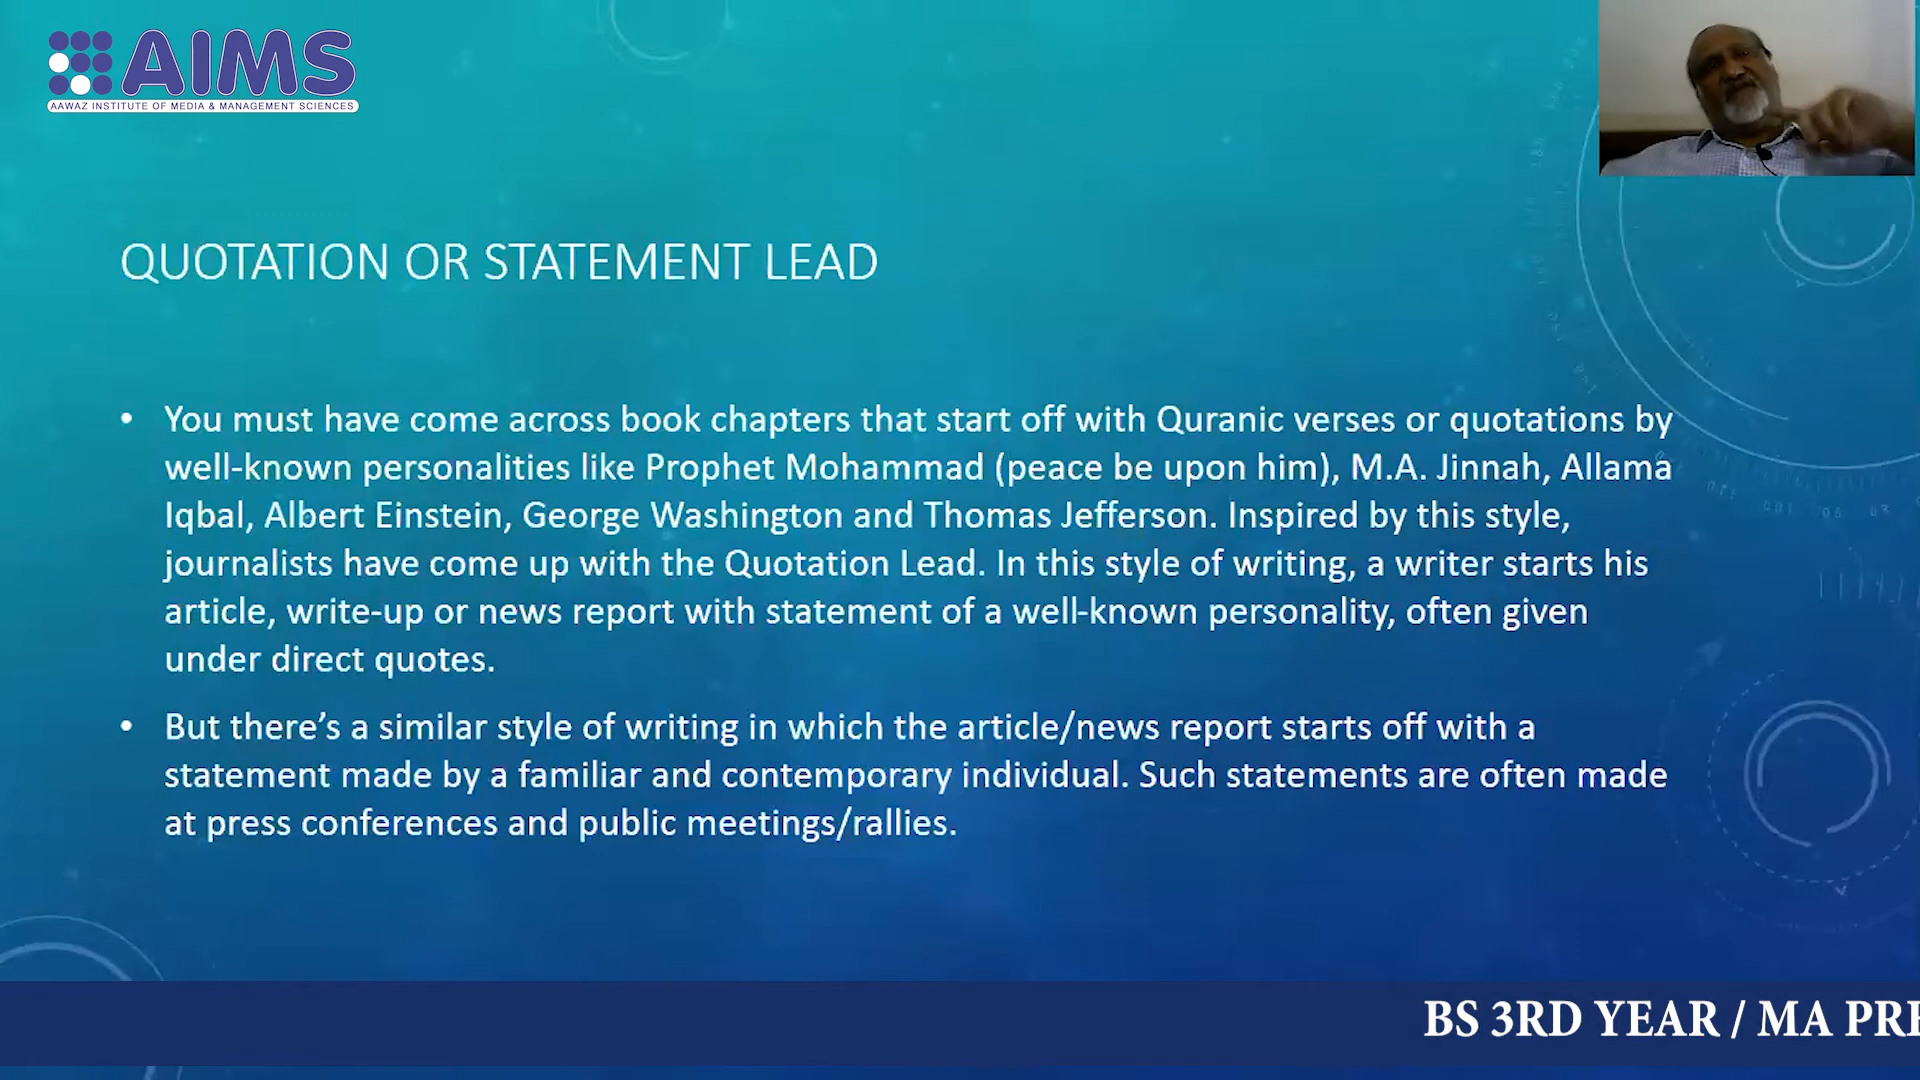 AIMS
AAWAZ INSTITUTE OF MEDIA & MANAGEMENT SCIENCES
QUOTATION OR STATEMENT LEAD
• You must have come across book chapters that start off with Quranic verses or quotations by
well-known personalities like Prophet Mohammad (peace be upon him), M.A. Jinnah, Allama
Iqbal, Albert Einstein, George Washington and Thomas Jefferson. Inspired by this style,
journalists have come up with the Quotation Lead. In this style of writing, a writer starts his
article, write-up or news report with statement of a well-known personality, often given
under direct quotes.
• But there’s a similar style of writing in which the article/news report starts off with a
statement made by a familiar and contemporary individual. Such statements are often made
at press conferences and public meetings/rallies.
BS 3RD YEAR / MA PRE